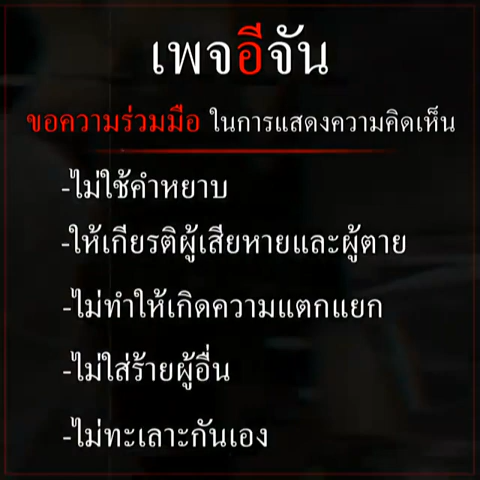 เพจอีจัน
ขอความร่วมมือ ในการแสดงความคิดเห็น
-ไม่ใช้คำหยาบ
-ให้เกียรติผู้เสียหายและผู้ตาย
-ไม่ทำให้เกิดความแตกแยก
-ไม่ใส่ร้ายผู้อื่น
-ไม่ทะเลาะกันเอง